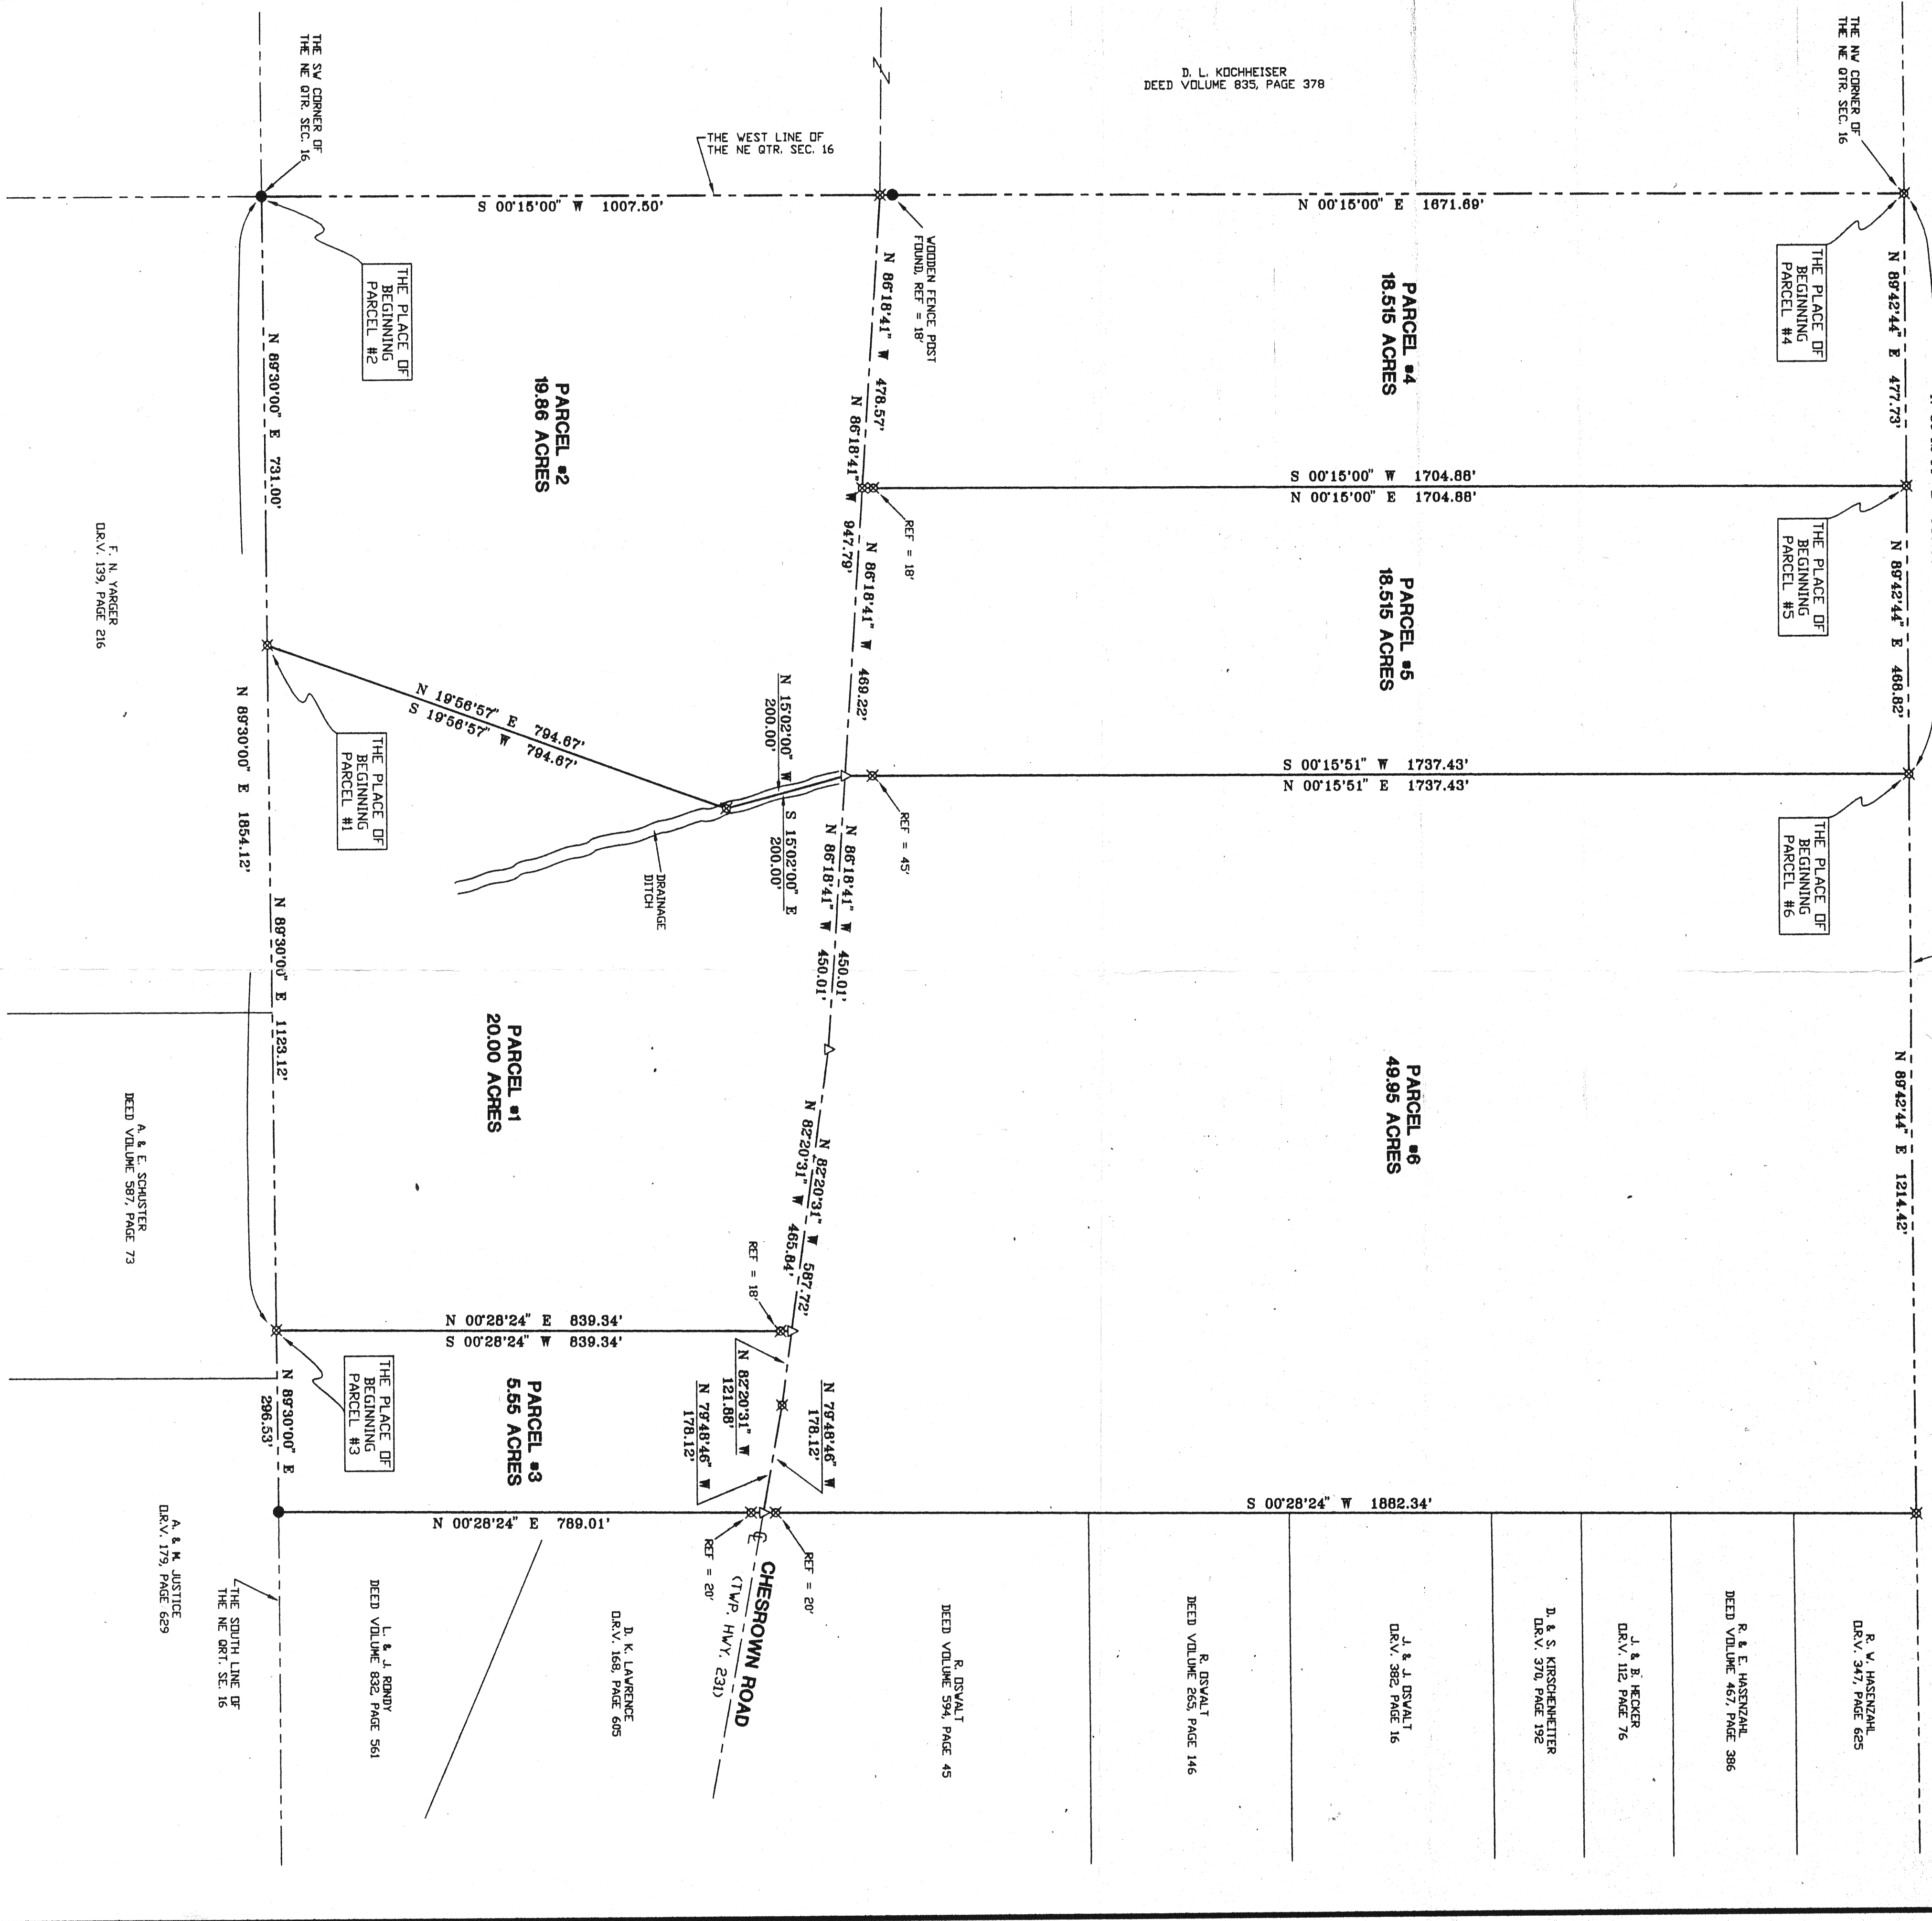 THE SW CORNER OF
THE NE QTR. SEC. 16
D. L. KOCHHEISER
DEED VOLUME 835, PAGE 378
THE NW CORNER OF
THE NE QTR. SEC. 16
THE WEST LINE OF
THE NE QTR. SEC. 16
S 00°15'00" W 1007.50'
N 00°15'00" E 1671.69'
WOODEN FENCE POST
FOUND, REF = 18'
THE PLACE OF
BEGINNING
PARCEL #2
THE PLACE OF
BEGINNING
PARCEL #4
N 86°18'41" W 478.57'
N 89°42'44" E 477.73'
PARCEL #4
18.515 ACRES
PARCEL #2
19.86 ACRES
N 89°30'00" E 731.00'
N 86°18'41" W 947.79'
S 00°15'00" W 1704.88'
N 00°15'00" E 1704.88'
REF = 18'
THE PLACE OF
BEGINNING
PARCEL #5
F. N. YARGER
O.R.V. 139, PAGE 216
N 86°18'41" W 469.22'
PARCEL #5
18.515 ACRES
N 89°42'44" E 468.82'
N 19°56'57" E 794.67'
S 19°56'57" W 794.67'
N 15°02'00" W
200.00'
S 15°02'00" E
200.00'
S 00°15'51" W 1737.43'
N 00°15'51" E 1737.43'
REF = 45'
THE PLACE OF
BEGINNING
PARCEL #1
THE PLACE OF
BEGINNING
PARCEL #6
N 89°30'00" E 1854.12'
DRAINAGE
DITCH
N 86°18'41" W 450.01'
N 86°18'41" W 450.01'
N 89°30'00" E 1123.12'
PARCEL #1
20.00 ACRES
PARCEL #6
49.95 ACRES
N 89°42'44" E 1214.42'
A. & E. SCHUSTER
DEED VOLUME 587, PAGE 73
N 82°20'31" W 587.72'
N 82°20'31" W 465.84'
REF = 18'
N 00°28'24" E 839.34'
S 00°28'24" W 839.34'
N 82°20'31" W
121.88'
N 79°48'46" W
178.12'
N 79°48'46" W
178.12'
THE PLACE OF
BEGINNING
PARCEL #3
PARCEL #3
5.55 ACRES
N 89°30'00" E
296.53'
S 00°28'24" W 1882.34'
N 00°28'24" E 789.01'
REF = 20'
REF = 20'
CHESROWN ROAD
(TWP. HWY. 231)
A. & M. JUSTICE
O.R.V. 179, PAGE 629
THE SOUTH LINE OF
THE NE QRT. SE. 16
L. & J. RONDY
DEED VOLUME 832, PAGE 561
D. K. LAWRENCE
O.R.V. 168, PAGE 605
R. OSWALT
DEED VOLUME 594, PAGE 45
R. OSWALT
DEED VOLUME 265, PAGE 146
J. & J. OSWALT
O.R.V. 382, PAGE 16
D. & S. KIRSCHENHEITER
O.R.V. 370, PAGE 192
J. & B. HECKER
O.R.V. 112, PAGE 76
R. & E. HASENZAHL
DEED VOLUME 467, PAGE 386
R. W. HASENZAHL
O.R.V. 347, PAGE 625